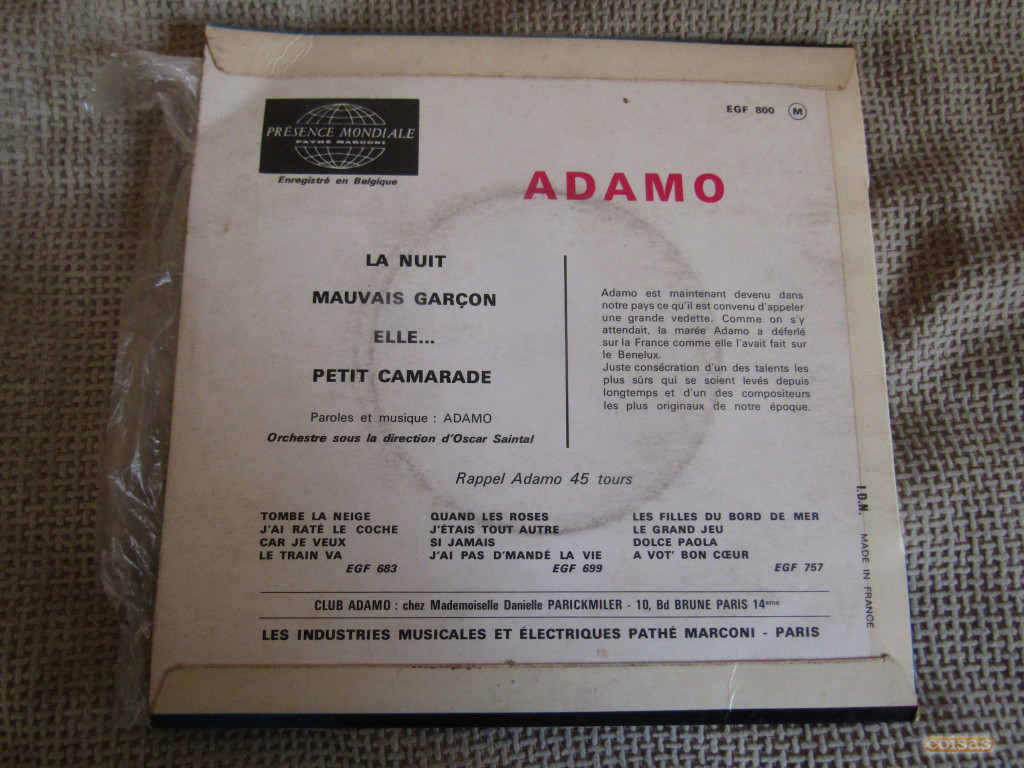 PRÉSENCE MONDIALE
PATHÉ MARCONI
Enregistré en Belgique
EGF 800 M
ADAMO
LA NUIT
MAUVAIS GARÇON
ELLE...
PETIT CAMARADE
Paroles et musique : ADAMO
Orchestre sous la direction d'Oscar Saintal
Adamo est maintenant devenu dans
notre pays ce qu'il est convenu d'appeler
une grande vedette. Comme on s'y
attendait, la marée Adamo a déferlé
sur la France comme elle l'avait fait sur
le Benelux.
Juste consécration d'un des talents les
plus sûrs qui se soient levés depuis
longtemps et d'un des compositeurs
les plus originaux de notre époque.
Rappel Adamo 45 tours
TOMBE LA NEIGE
J'AI RATÉ LE COCHE
CAR JE VEUX
LE TRAIN VA
EGF 683
QUAND LES ROSES
J'ÉTAIS TOUT AUTRE
SI JAMAIS
J'AI PAS D'MANDÉ LA VIE
EGF 699
LES FILLES DU BORD DE MER
LE GRAND JEU
DOLCE PAOLA
A VOT' BON CŒUR
EGF 757
CLUB ADAMO : chez Mademoiselle Danielle PARICKMILER - 10, Bd BRUNE PARIS 14eme
LES INDUSTRIES MUSICALES ET ÉLECTRIQUES PATHÉ MARCONI - PARIS
I.D.N. MADE IN FRANCE
coisas